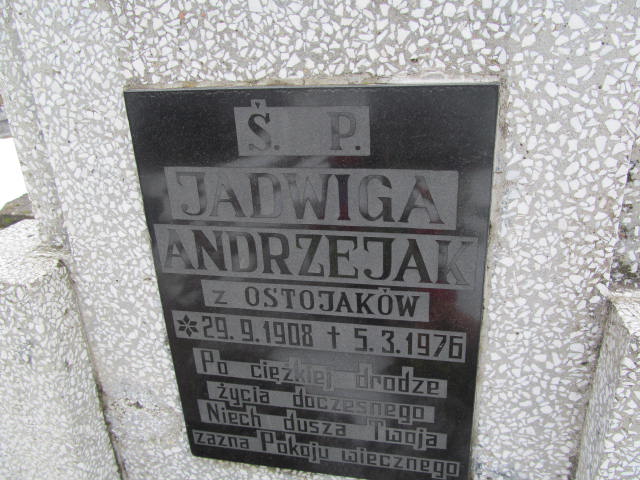 Ś. P.
JADWIGA
ANDRZEJAK
z OSTOJAKÓW
* 29.9.1908 † 5.3.1976
Po ciężkiej drodze
życia doczesnego
Niech dusza Twoja
zazna Pokoju wiecznego